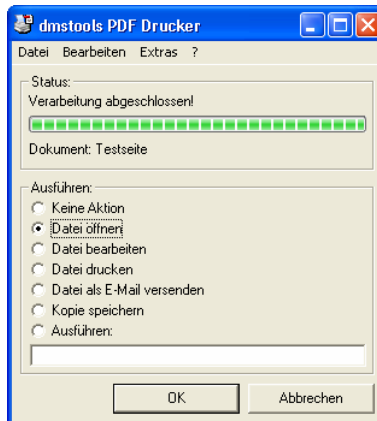 dmstools PDF Drucker
Datei Bearbeiten Extras ?
Status:
Verarbeitung abgeschlossen!
Dokument: Testseite
Ausführen:
Keine Aktion
Datei öffnen
Datei bearbeiten
Datei drucken
Datei als E-Mail versenden
Kopie speichern
Ausführen:
OK Abbrechen